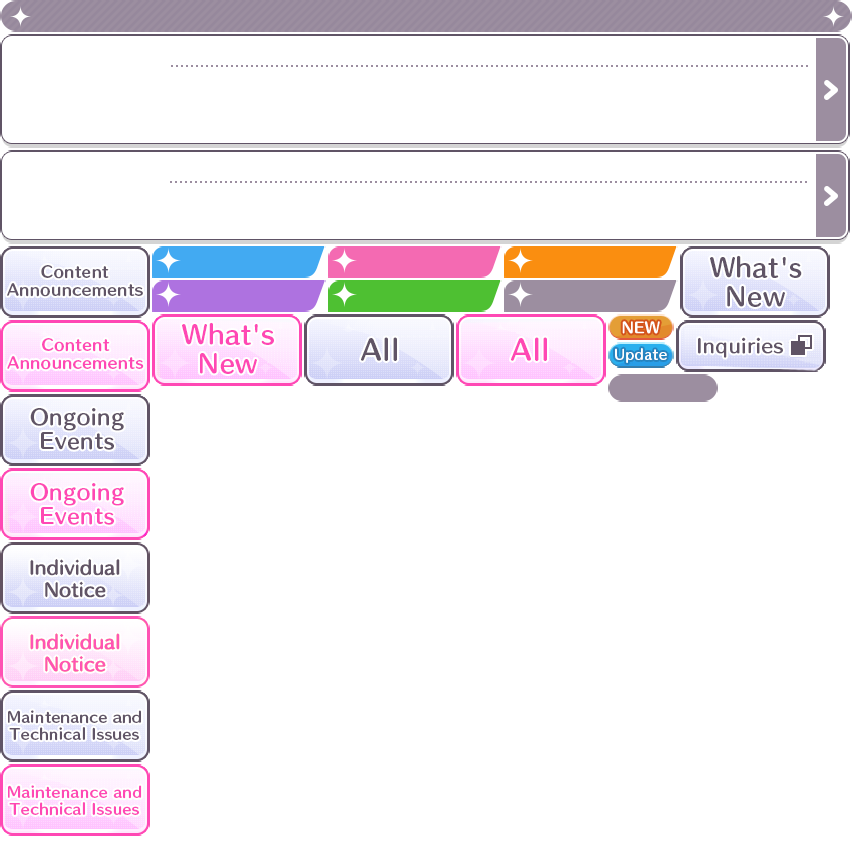 Content
Announcements
What's
New
Content
Announcements
What's
New
All
All
NEW
Update
Inquiries
Ongoing
Events
Ongoing
Events
Individual
Notice
Individual
Notice
Maintenance and
Technical Issues
Maintenance and
Technical Issues